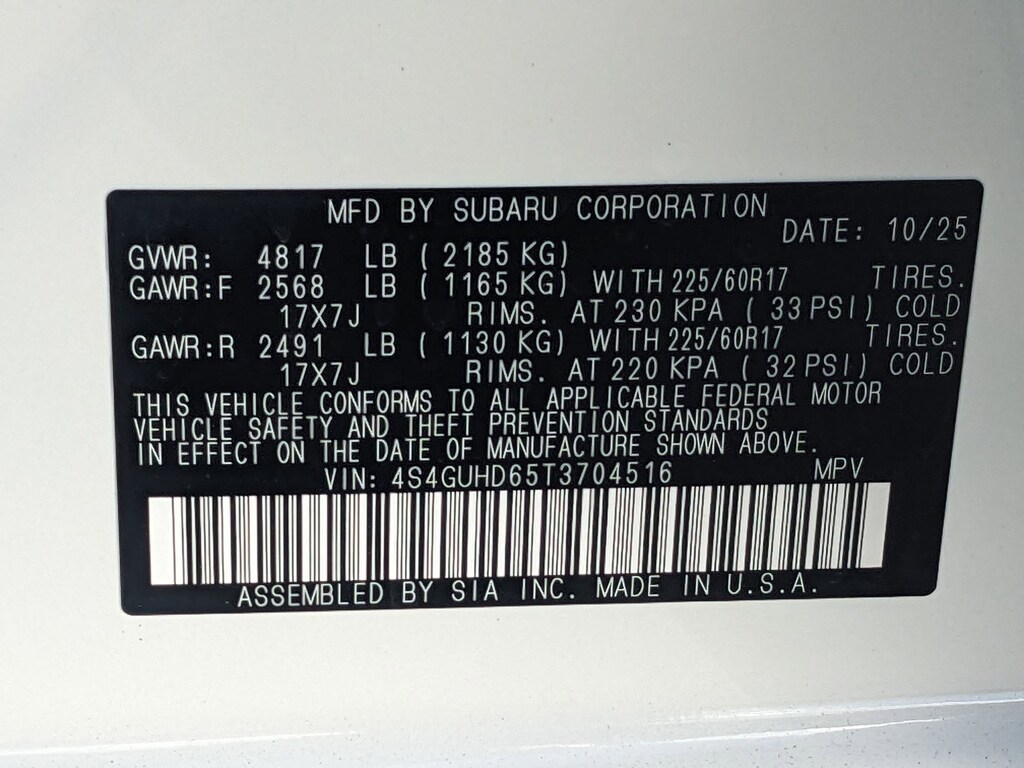 MFD BY SUBARU CORPORATION
DATE: 10/25
GVWR: 4817 LB ( 2185 KG)
GAWR:F 2568 LB ( 1165 KG) WITH 225/60R17 TIRES.
17X7J RIMS. AT 230 KPA ( 33 PSI) COLD
GAWR:R 2491 LB ( 1130 KG) WITH 225/60R17 TIRES.
17X7J RIMS. AT 220 KPA ( 32 PSI) COLD
THIS VEHICLE CONFORMS TO ALL APPLICABLE FEDERAL MOTOR
VEHICLE SAFETY AND THEFT PREVENTION STANDARDS
IN EFFECT ON THE DATE OF MANUFACTURE SHOWN ABOVE.
VIN: 4S4GUHD65T3704516 MPV
ASSEMBLED BY SIA INC. MADE IN U.S.A.